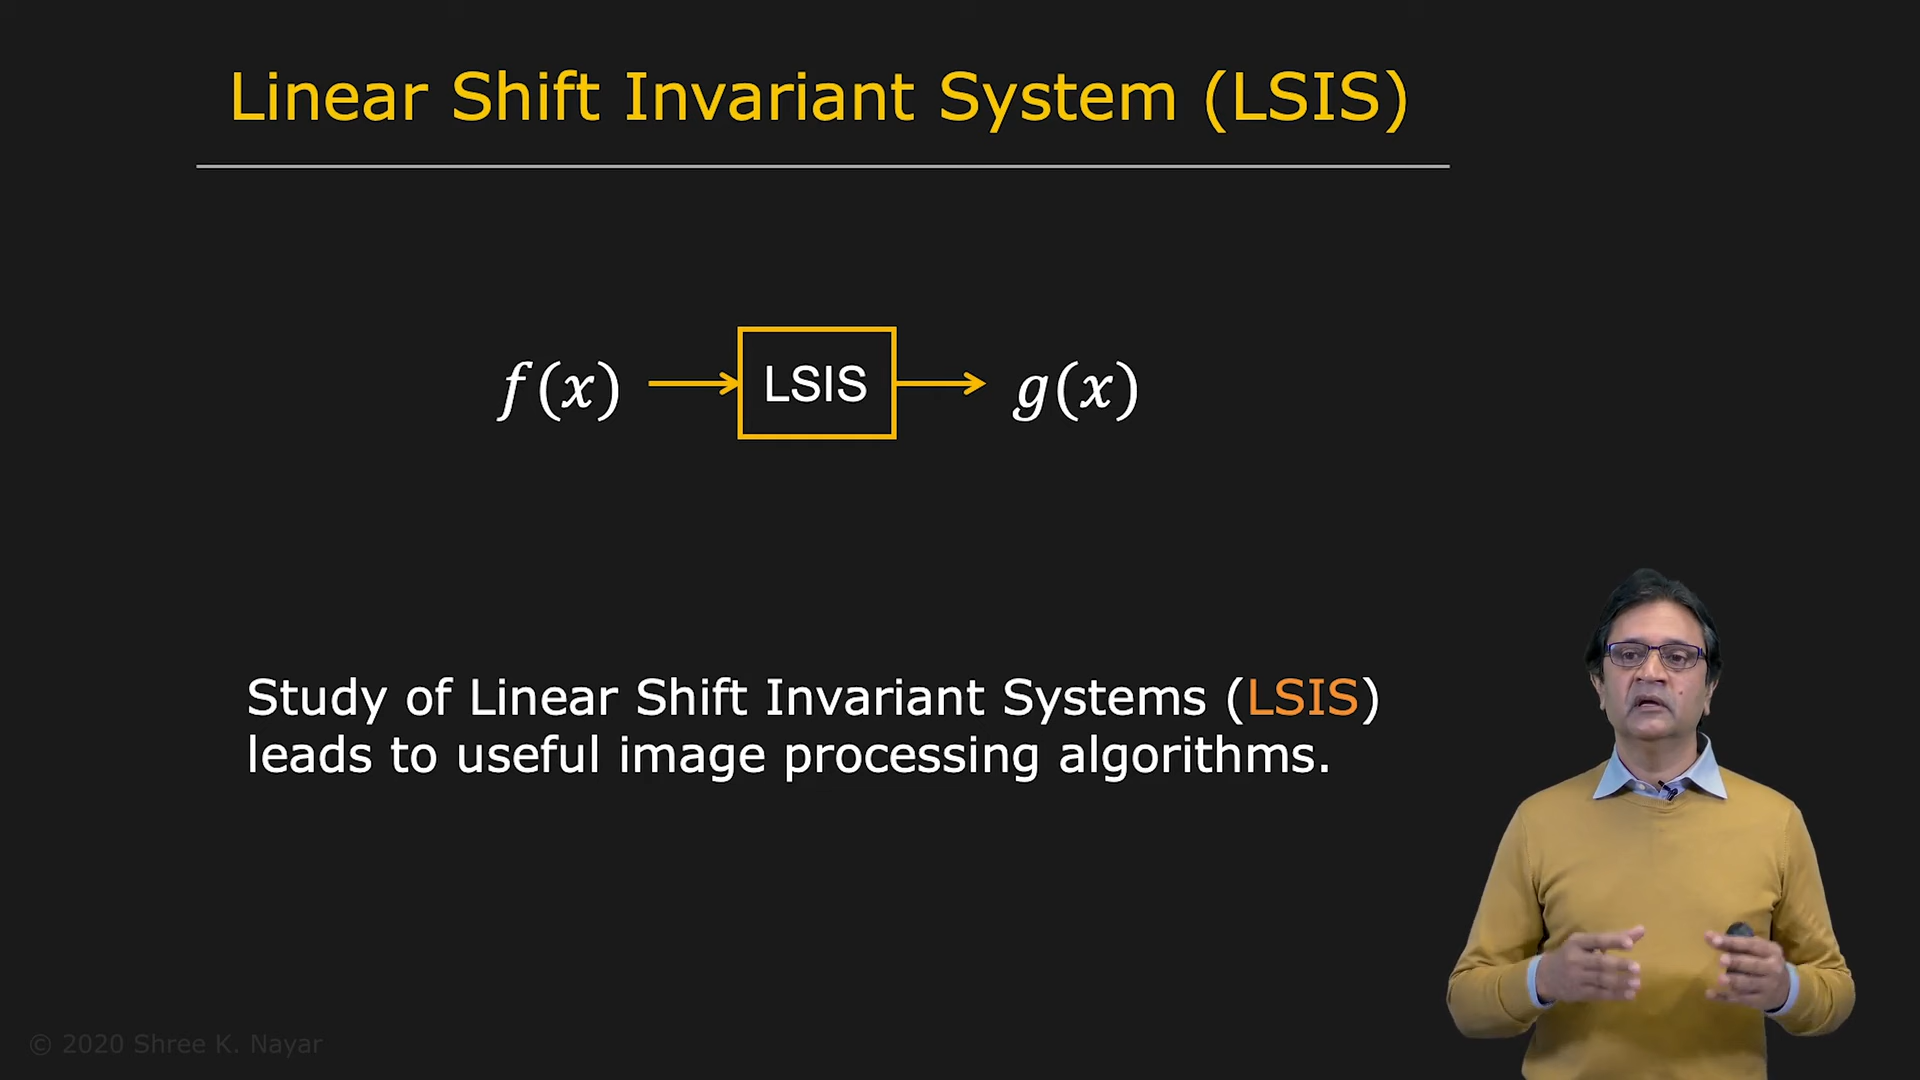 Linear Shift Invariant System (LSIS)
f(x) LSIS g(x)
Study of Linear Shift Invariant Systems (LSIS)
leads to useful image processing algorithms.
© 2020 Shree K. Nayar